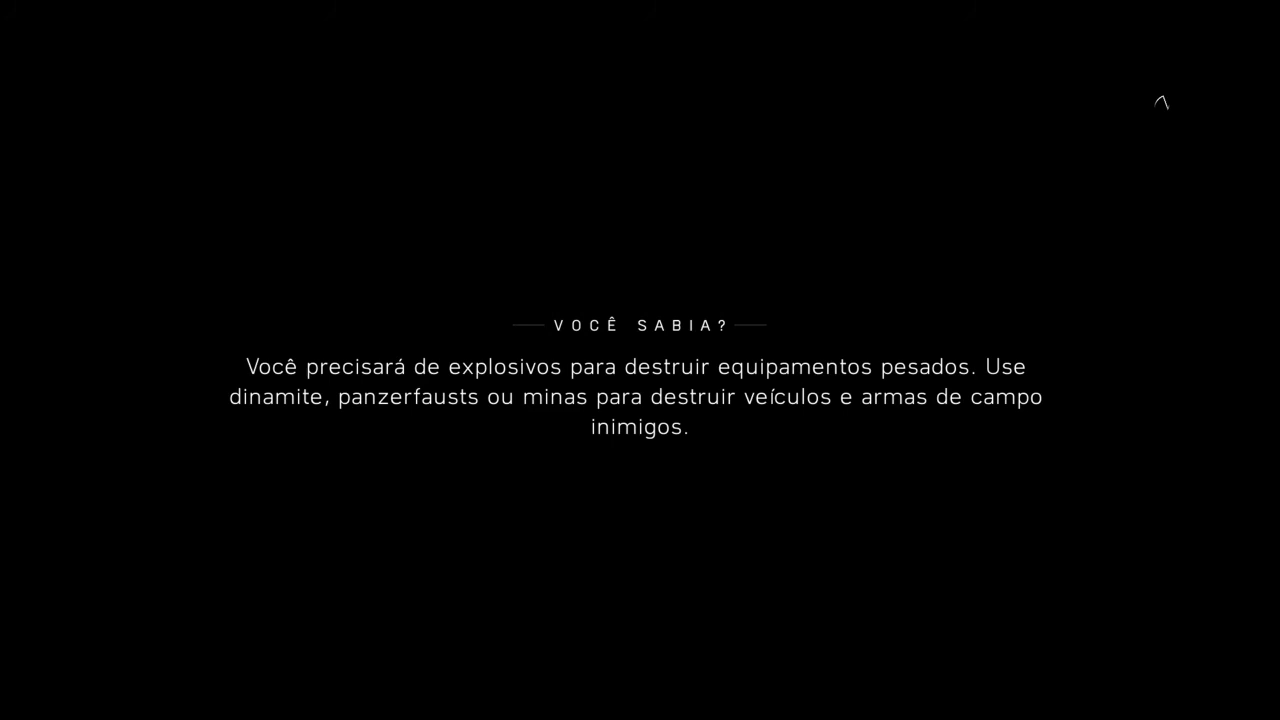 VOCÊ SABIA?
Você precisará de explosivos para destruir equipamentos pesados. Use
dinamite, panzerfausts ou minas para destruir veículos e armas de campo
inimigos.